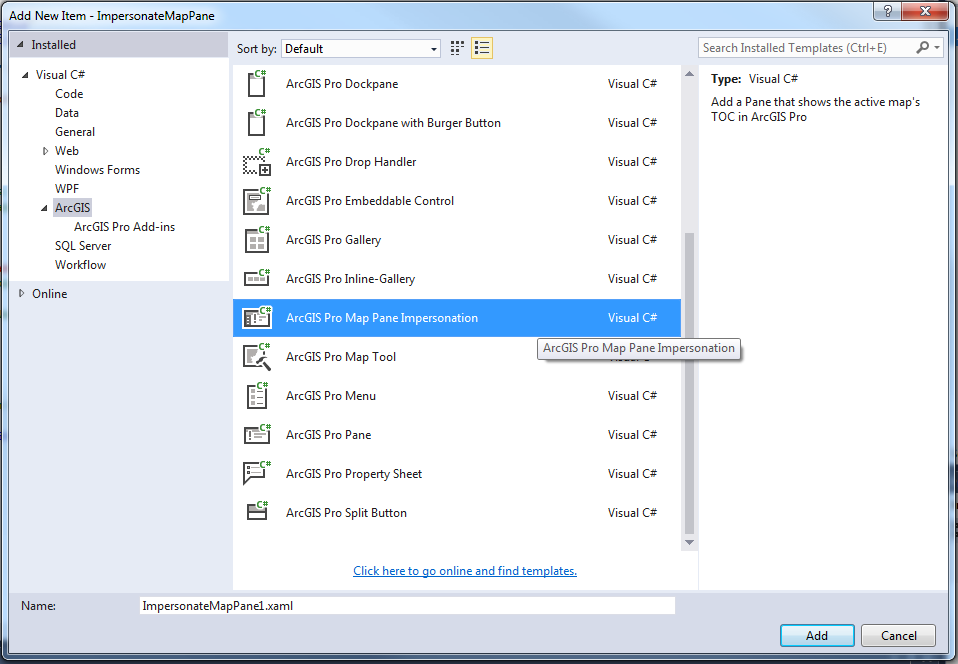 Add New Item - ImpersonateMapPane
?
Installed
Sort by: Default
Search Installed Templates (Ctrl+E)
Visual C#
Code
Data
General
Web
Windows Forms
WPF
ArcGIS
ArcGIS Pro Add-ins
SQL Server
Workflow
Online
C# ArcGIS Pro Dockpane Visual C#
C# ArcGIS Pro Dockpane with Burger Button Visual C#
C# ArcGIS Pro Drop Handler Visual C#
C# ArcGIS Pro Embeddable Control Visual C#
C# ArcGIS Pro Gallery Visual C#
C# ArcGIS Pro Inline-Gallery Visual C#
C# ArcGIS Pro Map Pane Impersonation Visual C#
ArcGIS Pro Map Pane Impersonation
C# ArcGIS Pro Map Tool
C# ArcGIS Pro Menu Visual C#
C# ArcGIS Pro Pane Visual C#
C# ArcGIS Pro Property Sheet Visual C#
C# ArcGIS Pro Split Button Visual C#
Click here to go online and find templates.
Type: Visual C#
Add a Pane that shows the active map's
TOC in ArcGIS Pro
Name: ImpersonateMapPane1.xaml
Add Cancel